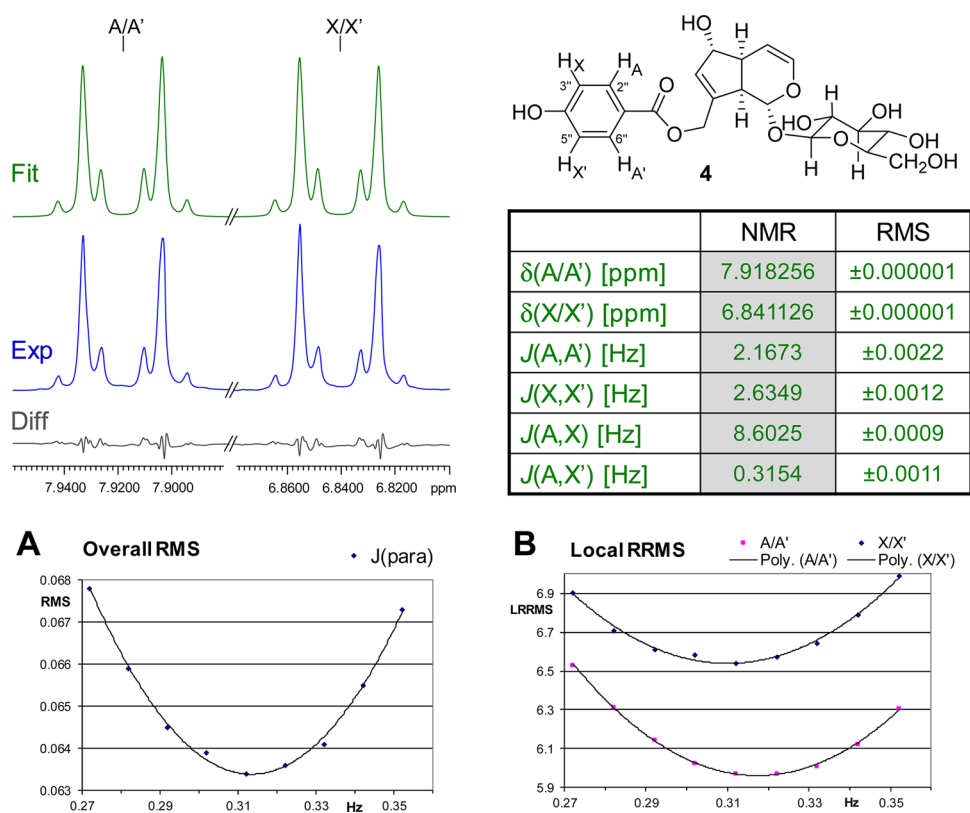 A/A’
X/X’
Fit
Exp
Diff
7.9400 7.9200 7.9000 6.8600 6.8400 6.8200 ppm
HO
H
H
X
H
A
3"
2"
O
O
HO
5"
6"
O
H
H
X'
H
A'
O
O
H
HO
OH
OH
H
H
CH2OH
4
NMR RMS
δ(A/A’) [ppm] 7.918256 ±0.000001
δ(X/X’) [ppm] 6.841126 ±0.000001
J(A,A’) [Hz] 2.1673 ±0.0022
J(X,X’) [Hz] 2.6349 ±0.0012
J(A,X) [Hz] 8.6025 ±0.0009
J(A,X’) [Hz] 0.3154 ±0.0011
A
Overall RMS
J(para)
0.068
RMS
0.067
0.066
0.065
0.064
0.063
0.27 0.29 0.31 0.33 Hz 0.35
B
Local RRMS
A/A' X/X'
Poly. (A/A') Poly. (X/X')
6.9
LRRMS
6.7
6.5
6.3
6.1
5.9
0.27 0.29 0.31 0.33 Hz 0.35